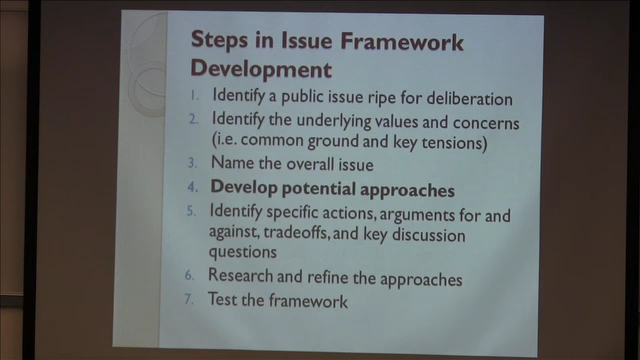 Steps in Issue Framework
Development
1. Identify a public issue ripe for deliberation
2. Identify the underlying values and concerns
(i.e. common ground and key tensions)
3. Name the overall issue
4. Develop potential approaches
5. Identify specific actions, arguments for and
against, tradeoffs, and key discussion
questions
6. Research and refine the approaches
7. Test the framework